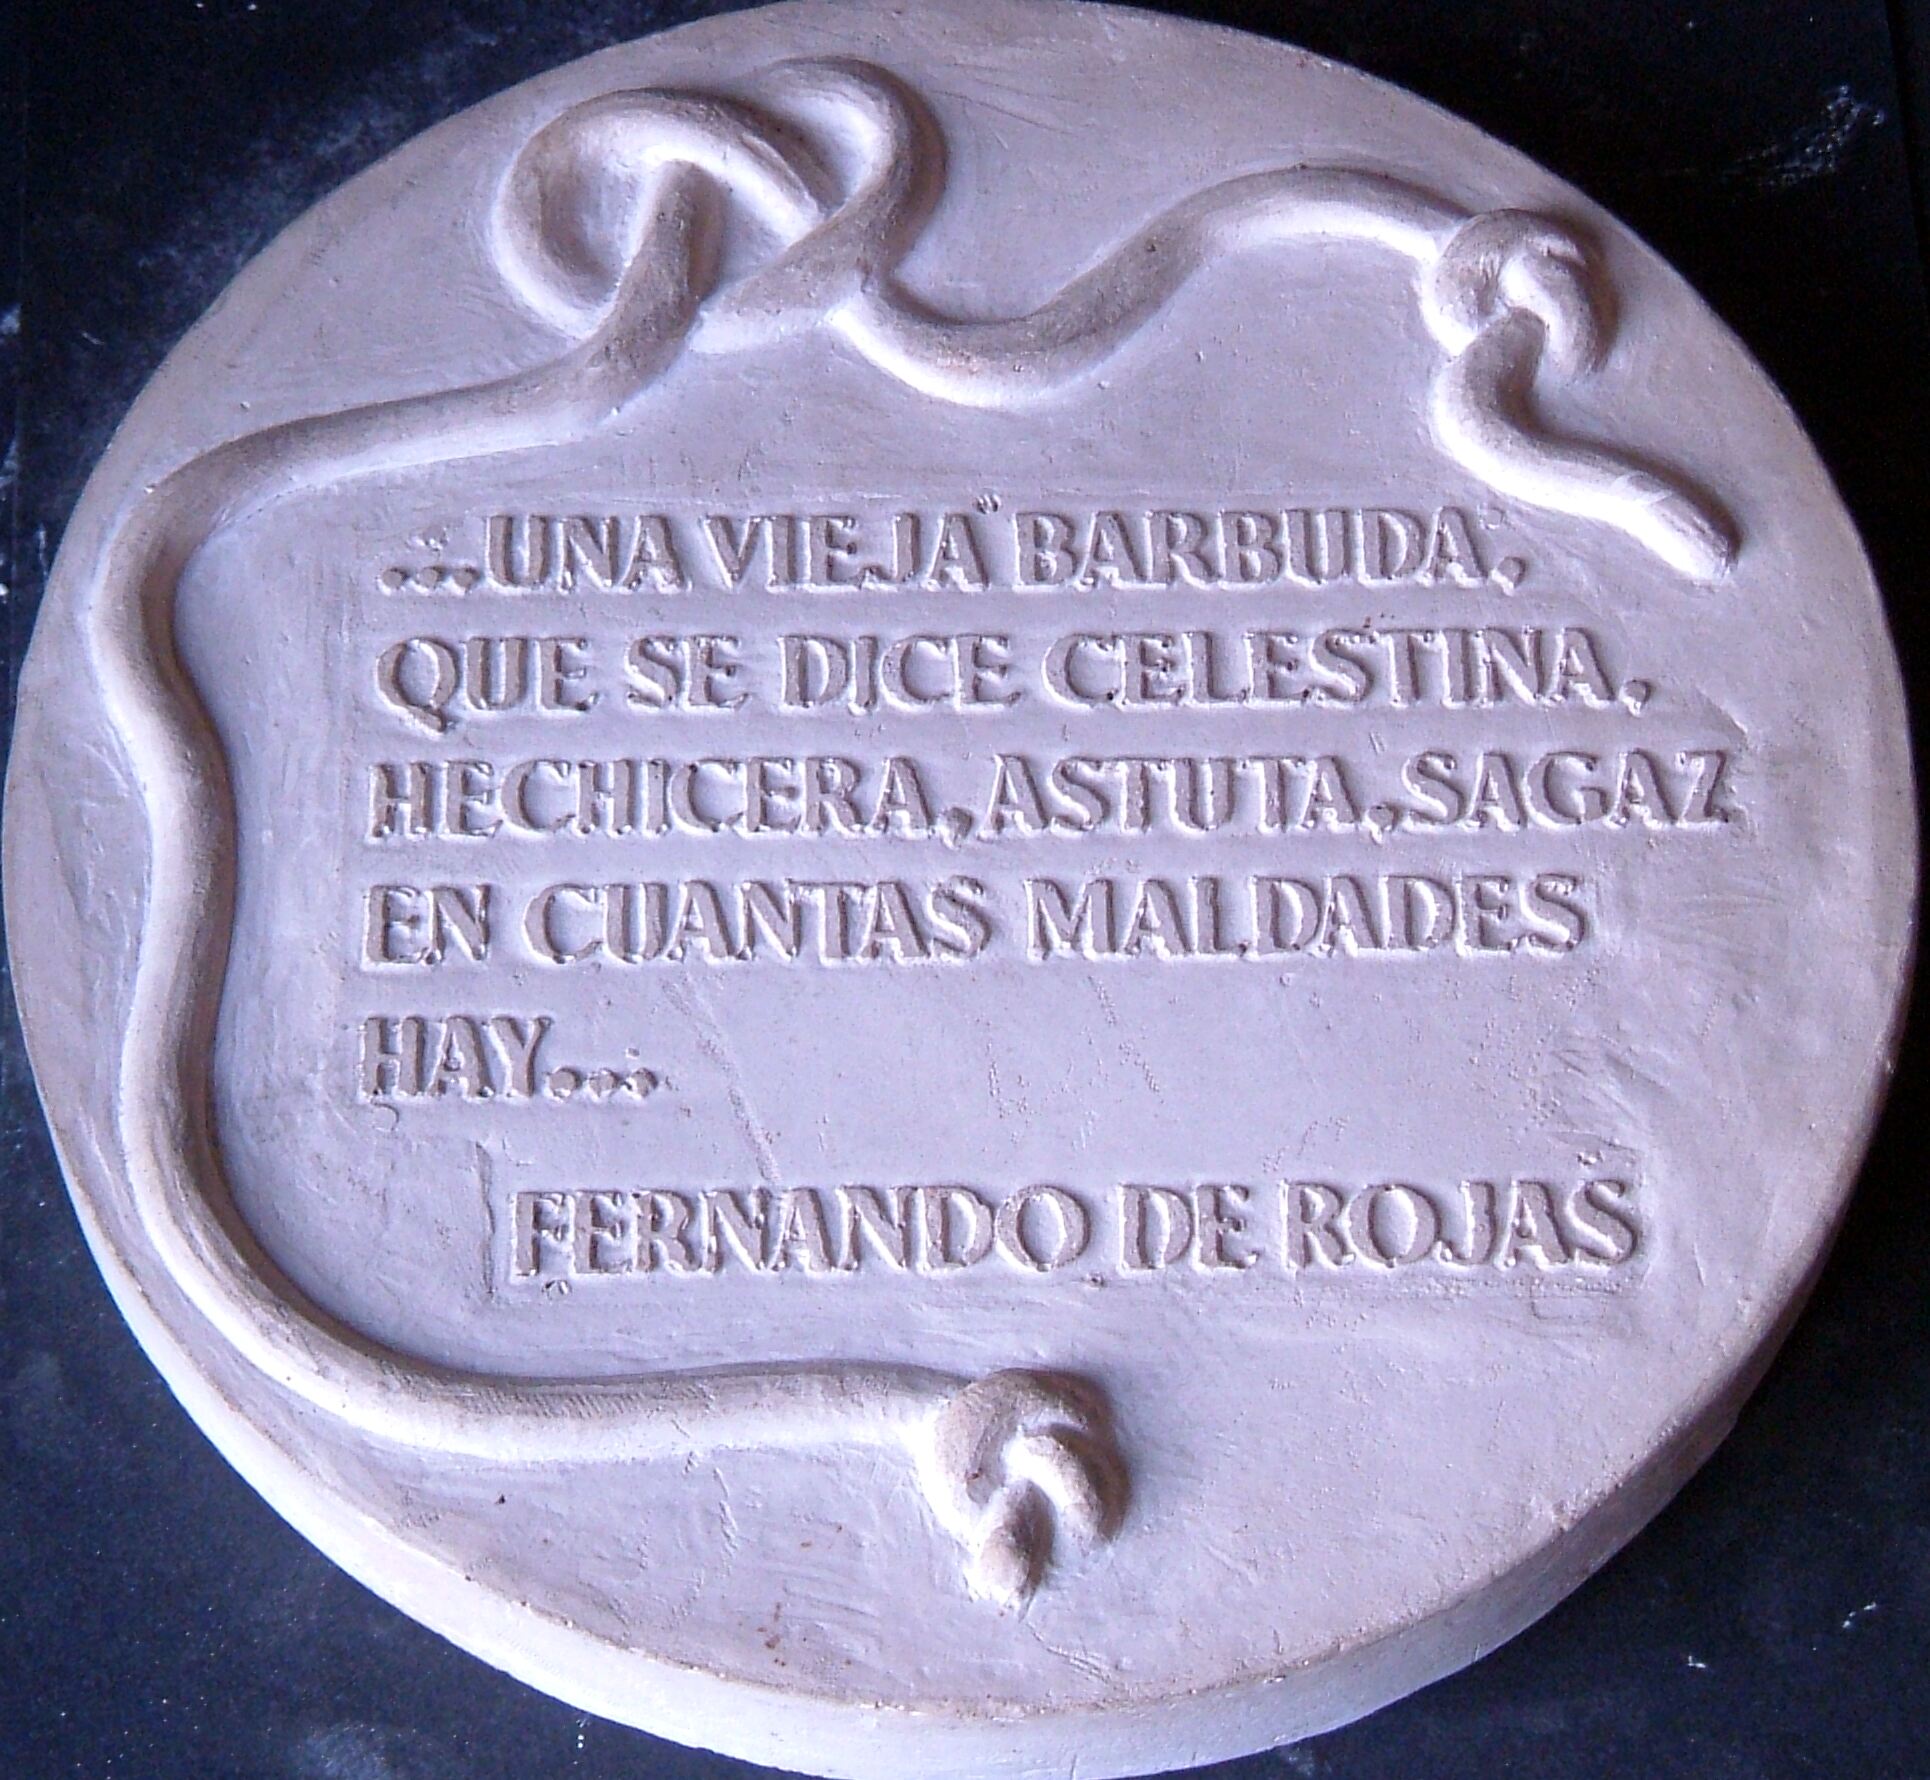 ...UNA VIEJA BARBUDA,
QUE SE DICE CELESTINA,
HECHICERA, ASTUTA, SAGAZ
EN CUANTAS MALDADES
HAY...
FERNANDO DE ROJAS